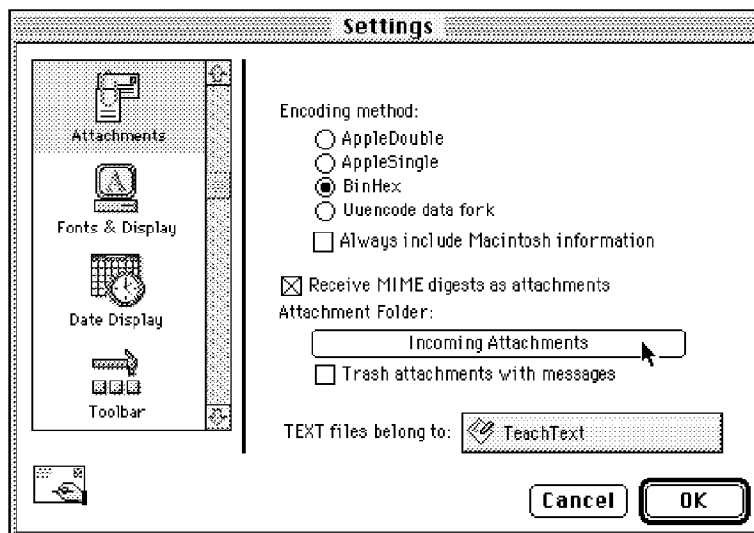 Settings
Attachments
Fonts & Display
Date Display
Toolbar
Encoding method:
AppleDouble
AppleSingle
BinHex
Uuencode data fork
Always include Macintosh information
Receive MIME digests as attachments
Attachment Folder:
Incoming Attachments
Trash attachments with messages
TEXT files belong to: TeachText
Cancel OK